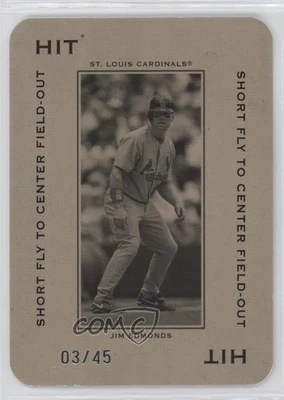 HIT
ST. LOUIS CARDINALS®
SHORT FLY TO CENTER FIELD-OUT
SHORT FLY TO CENTER FIELD-OUT
JIM EDMONDS
03/45
HIT